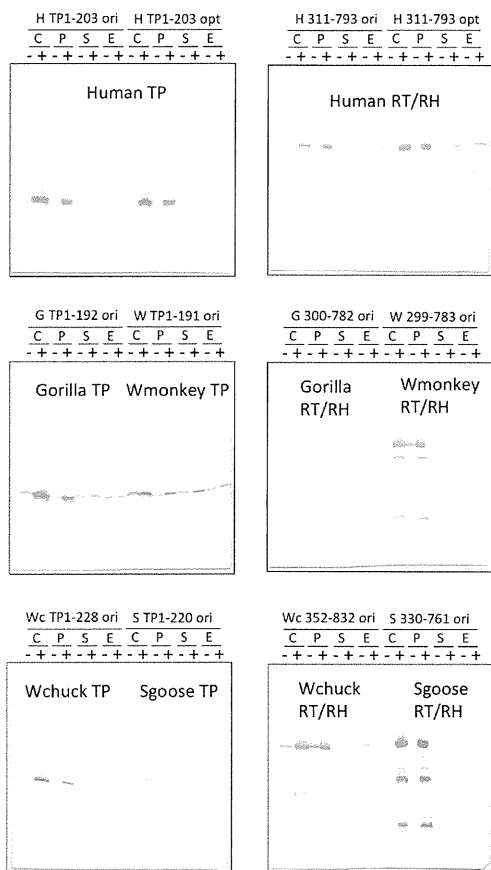 H TP1-203 ori H TP1-203 opt
C P S E C P S E
- + - + - + - + - + - + - + - +
Human TP
H 311-793 ori H 311-793 opt
C P S E C P S E
- + - + - + - + - + - + - + - +
Human RT/RH
G TP1-192 ori W TP1-191 ori
C P S E C P S E
- + - + - + - + - + - + - + - +
Gorilla TP Wmonkey TP
G 300-782 ori W 299-783 ori
C P S E C P S E
- + - + - + - + - + - + - + - +
Gorilla Wmonkey
RT/RH RT/RH
Wc TP1-228 ori S TP1-220 ori
C P S E C P S E
- + - + - + - + - + - + - + - +
Wchuck TP Sgoose TP
Wc 352-832 ori S 330-761 ori
C P S E C P S E
- + - + - + - + - + - + - + - +
Wchuck Sgoose
RT/RH RT/RH